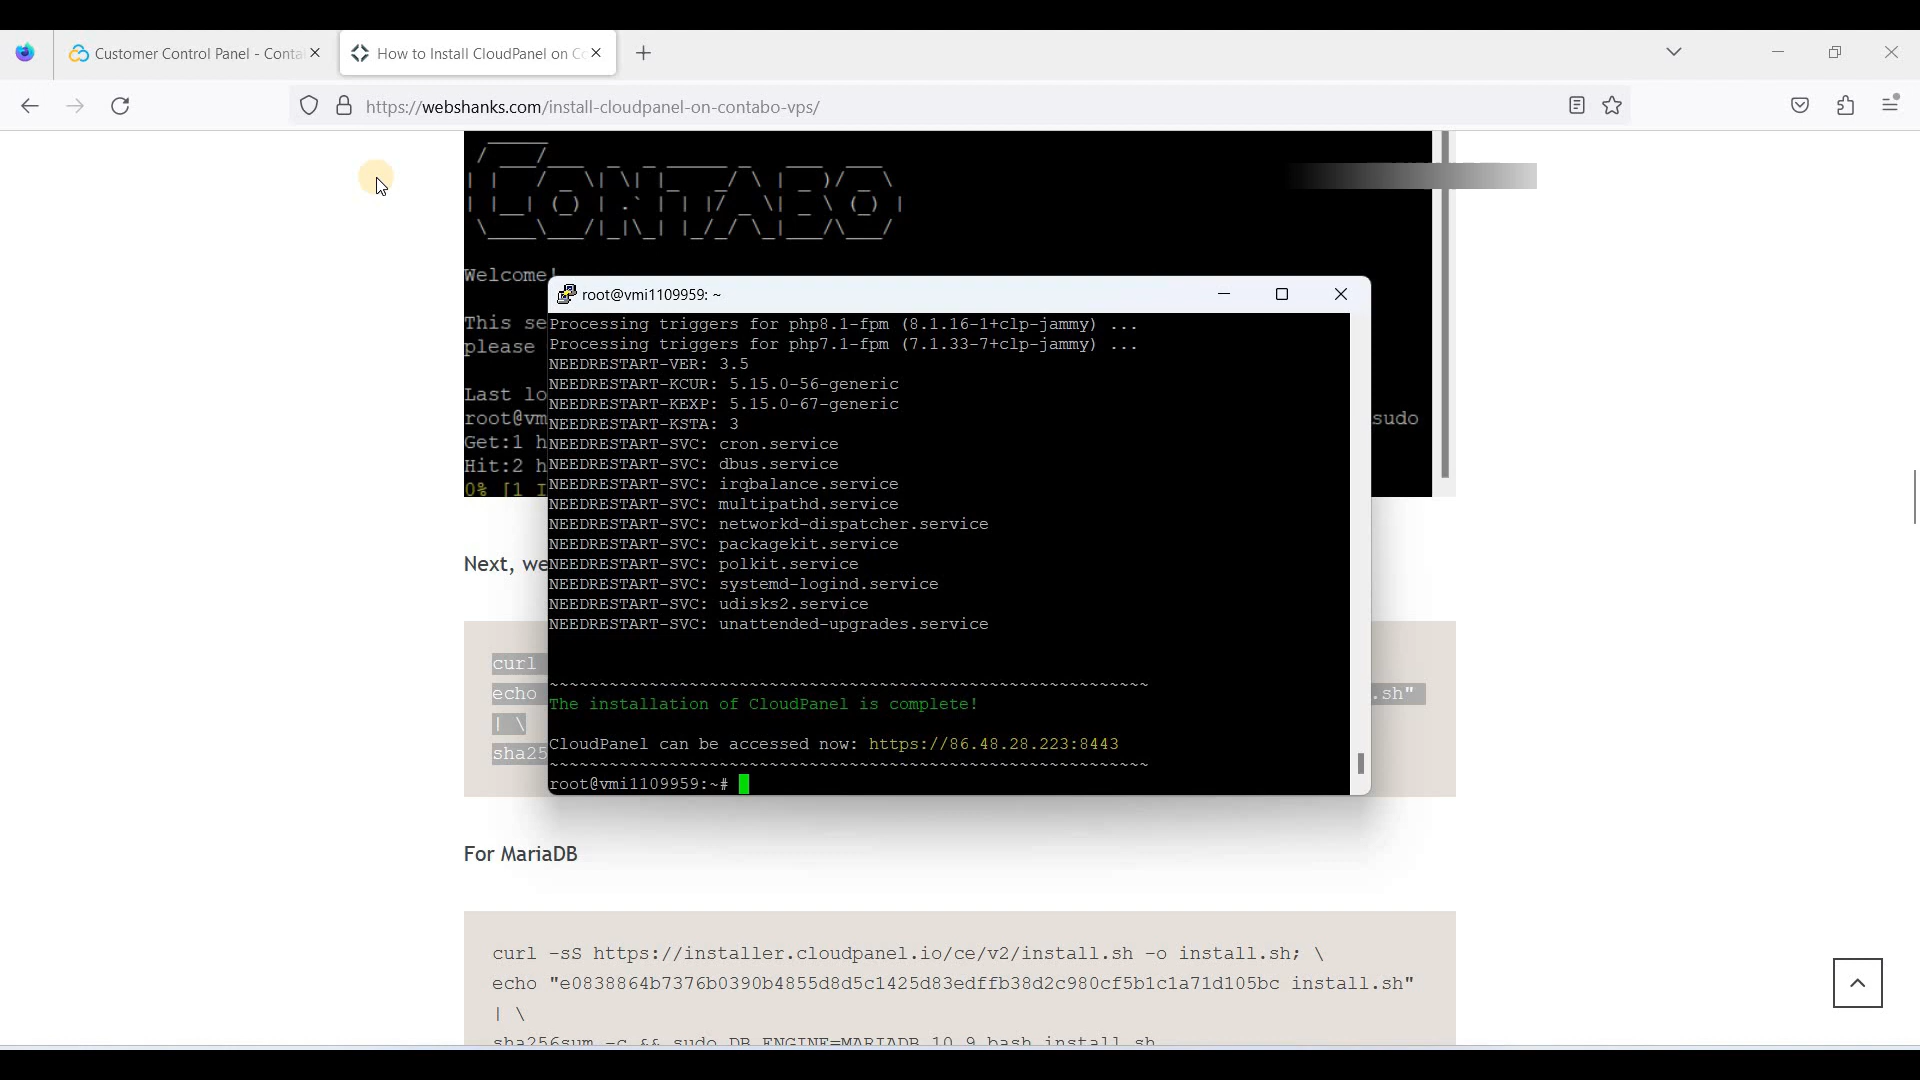 Customer Control Panel - Conta
How to Install CloudPanel on Co
https://webshanks.com/install-cloudpanel-on-contabo-vps/
CONTABO
Welcome!
This se
please
Last lo
root@vm
sudo
Get:1 h
Hit:2 h
0% [1 I
root@vmi1109959: ~
Processing triggers for php8.1-fpm (8.1.16-1+clp-jammy) ...
Processing triggers for php7.1-fpm (7.1.33-7+clp-jammy) ...
NEEDRESTART-VER: 3.5
NEEDRESTART-KCUR: 5.15.0-56-generic
NEEDRESTART-KEXP: 5.15.0-67-generic
NEEDRESTART-KSTA: 3
NEEDRESTART-SVC: cron.service
NEEDRESTART-SVC: dbus.service
NEEDRESTART-SVC: irqbalance.service
NEEDRESTART-SVC: multipathd.service
NEEDRESTART-SVC: networkd-dispatcher.service
NEEDRESTART-SVC: packagekit.service
NEEDRESTART-SVC: polkit.service
NEEDRESTART-SVC: systemd-logind.service
NEEDRESTART-SVC: udisks2.service
NEEDRESTART-SVC: unattended-upgrades.service
~~~~~~~~~~~~~~~~~~~~~~~~~~~~~~~~~~~~~~~~~~~~~~~~~~~~~~~~~~~~
The installation of CloudPanel is complete!
CloudPanel can be accessed now: https://86.48.28.223:8443
~~~~~~~~~~~~~~~~~~~~~~~~~~~~~~~~~~~~~~~~~~~~~~~~~~~~~~~~~~~~
root@vmi1109959:~#
Next, we
curl
echo
.sh"
| \
sha25
For MariaDB
curl -sS https://installer.cloudpanel.io/ce/v2/install.sh -o install.sh; \
echo "e0838864b7376b0390b4855d8d5c1425d83edffb38d2c980cf5b1c1a71d105bc install.sh"
| \
sha256sum -c && sudo DB_ENGINE=MARIADB_10.9 bash install.sh